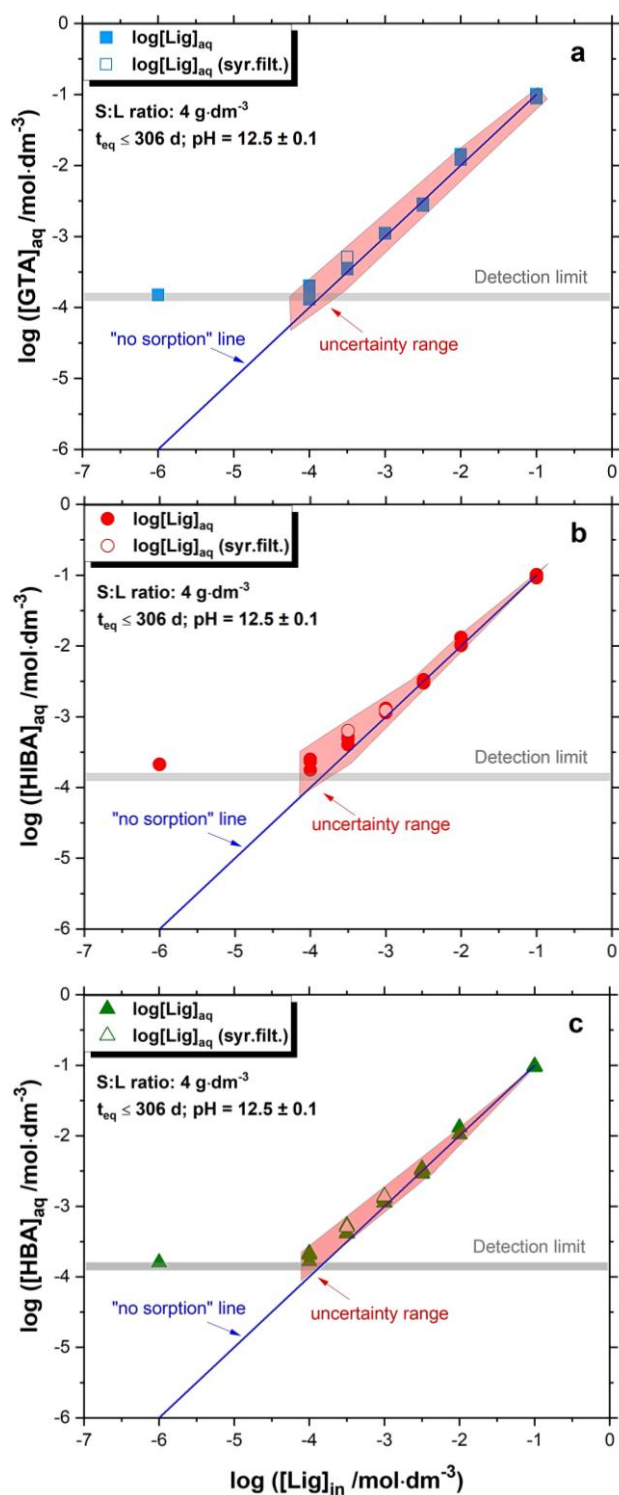 log[Lig]aq
log[Lig]aq (syr.filt.)
a
S:L ratio: 4 g·dm⁻³
teq ≤ 306 d; pH = 12.5 ± 0.1
Detection limit
"no sorption" line
uncertainty range
log ([GTA]aq /mol·dm⁻³)
0
-1
-2
-3
-4
-5
-6
-7 -6 -5 -4 -3 -2 -1 0
log[Lig]aq
log[Lig]aq (syr.filt.)
b
S:L ratio: 4 g·dm⁻³
teq ≤ 306 d; pH = 12.5 ± 0.1
Detection limit
"no sorption" line
uncertainty range
log ([HIBA]aq /mol·dm⁻³)
0
-1
-2
-3
-4
-5
-6
-7 -6 -5 -4 -3 -2 -1 0
log[Lig]aq
log[Lig]aq (syr.filt.)
c
S:L ratio: 4 g·dm⁻³
teq ≤ 306 d; pH = 12.5 ± 0.1
Detection limit
"no sorption" line
uncertainty range
log ([HBA]aq /mol·dm⁻³)
0
-1
-2
-3
-4
-5
-6
-7 -6 -5 -4 -3 -2 -1 0
log ([Lig]in /mol·dm⁻³)